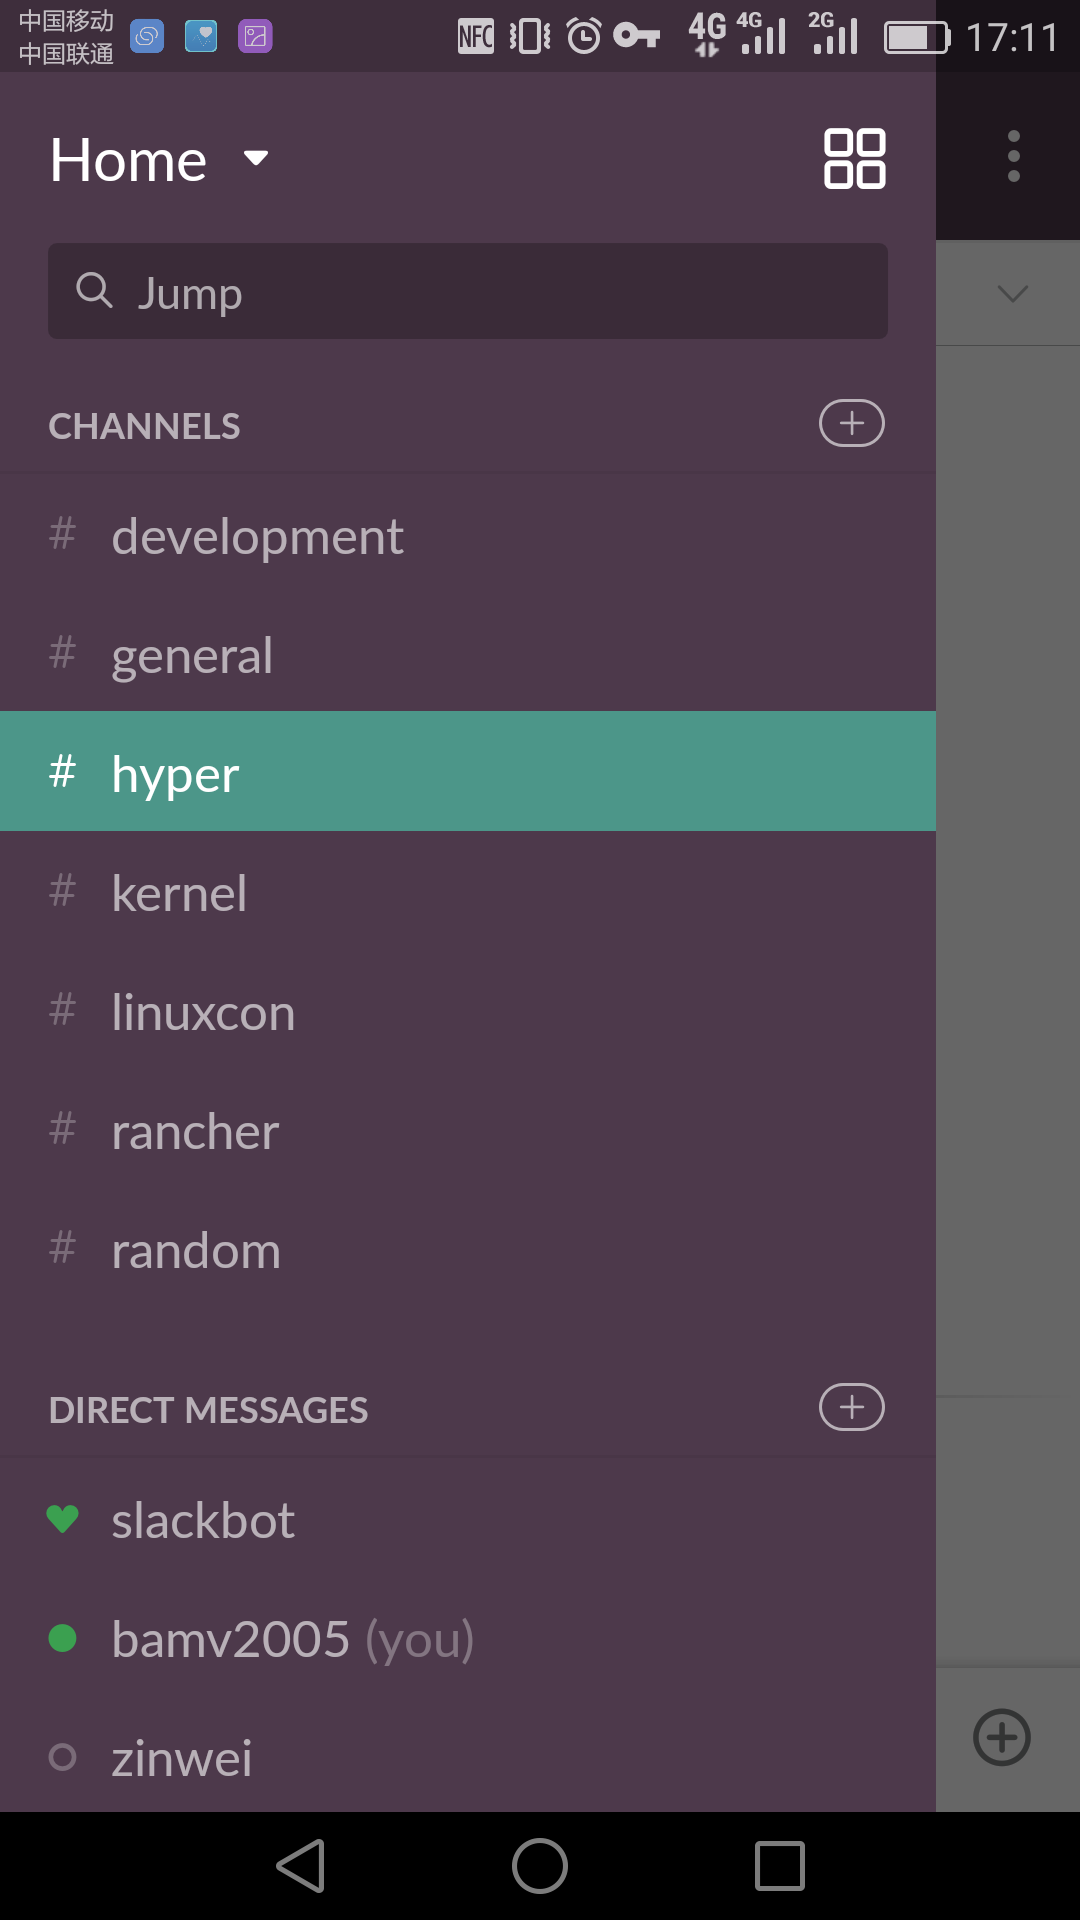 中国移动
中国联通
NFC 4G 4G 2G 17:11
Home
Jump
CHANNELS
# development
# general
# hyper
# kernel
# linuxcon
# rancher
# random
DIRECT MESSAGES
slackbot
bamv2005 (you)
zinwei